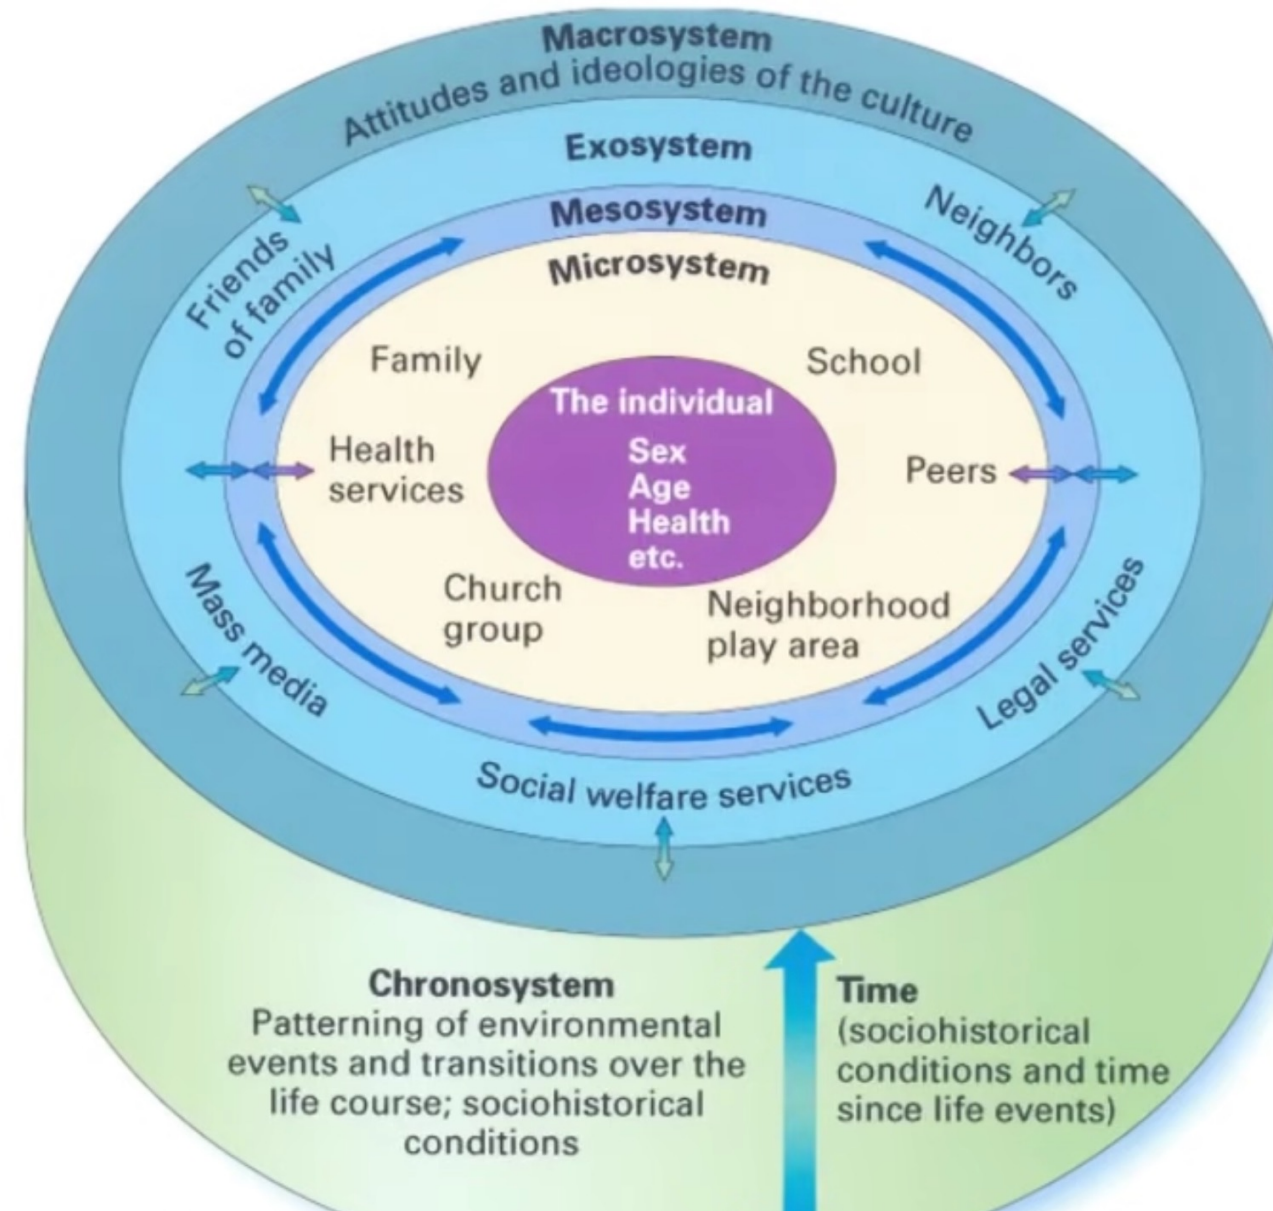 Macrosystem
Attitudes and ideologies of the culture
Exosystem
Mesosystem
Microsystem
Friends
of family
Neighbors
Family
School
The individual
Sex
Age
Health
etc.
Health
services
Peers
Church
group
Neighborhood
play area
Mass media
Legal services
Social welfare services
Chronosystem
Patterning of environmental
events and transitions over the
life course; sociohistorical
conditions
Time
(sociohistorical
conditions and time
since life events)